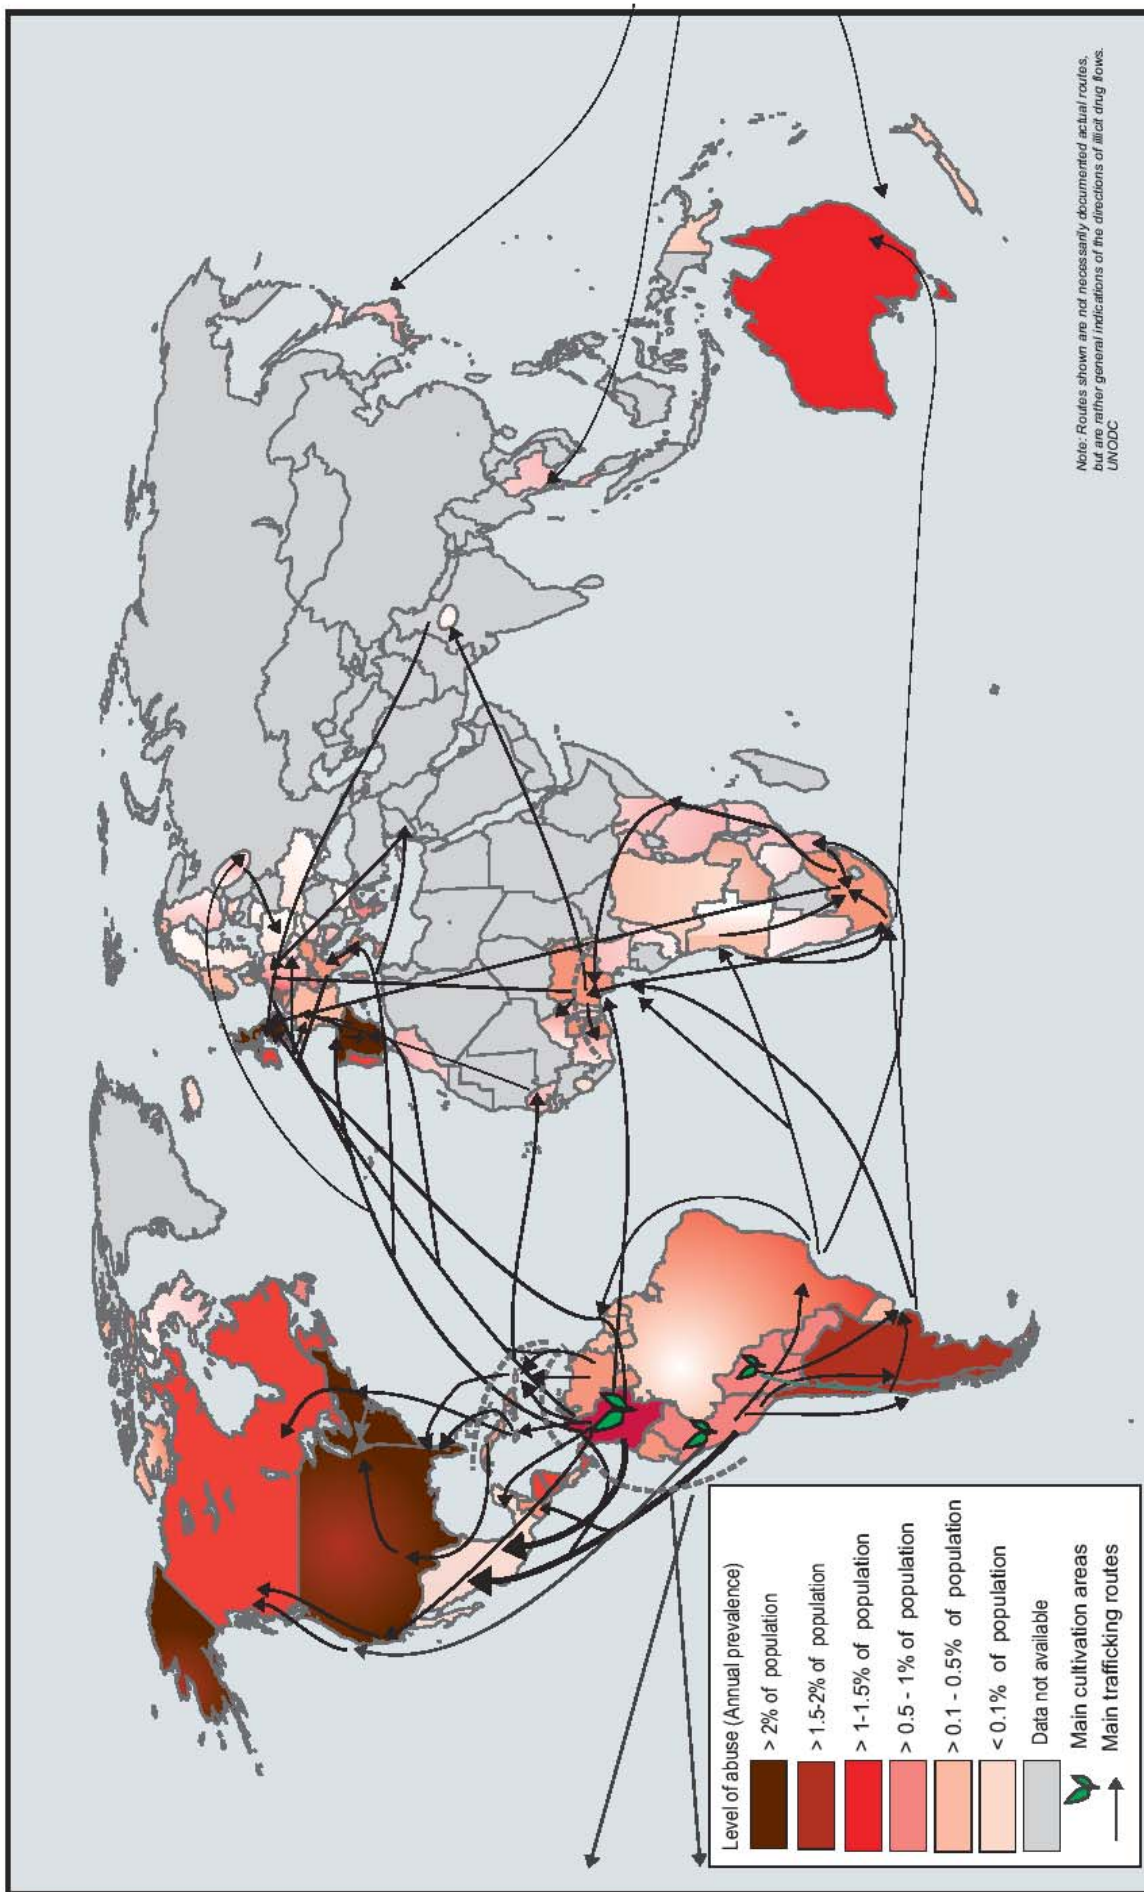 Level of abuse (Annual prevalence)
> 2% of population
> 1.5-2% of population
> 1-1.5% of population
> 0.5 - 1% of population
> 0.1 - 0.5% of population
< 0.1% of population
Data not available
Main cultivation areas
Main trafficking routes
Note: Routes shown are not necessarily documented actual routes,
but are rather general indications of the directions of illicit drug flows.
UNODC